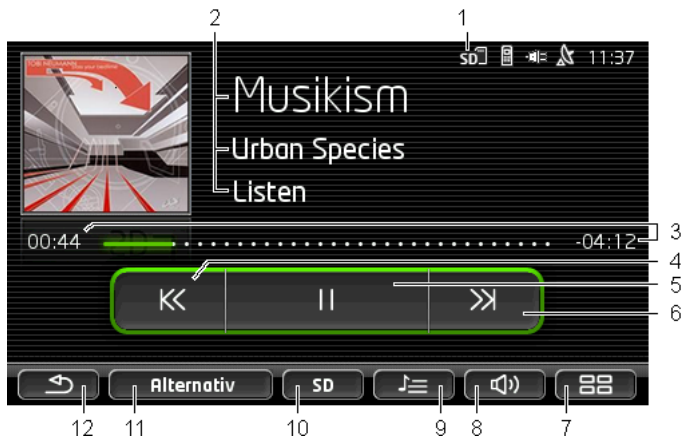 2 1
SD 11:37
TOBI NEUMANN
Musikism
Urban Species
Listen
00:44 -04:12 3
4
5
6
Alternativ SD
12 11 10 9 8 7